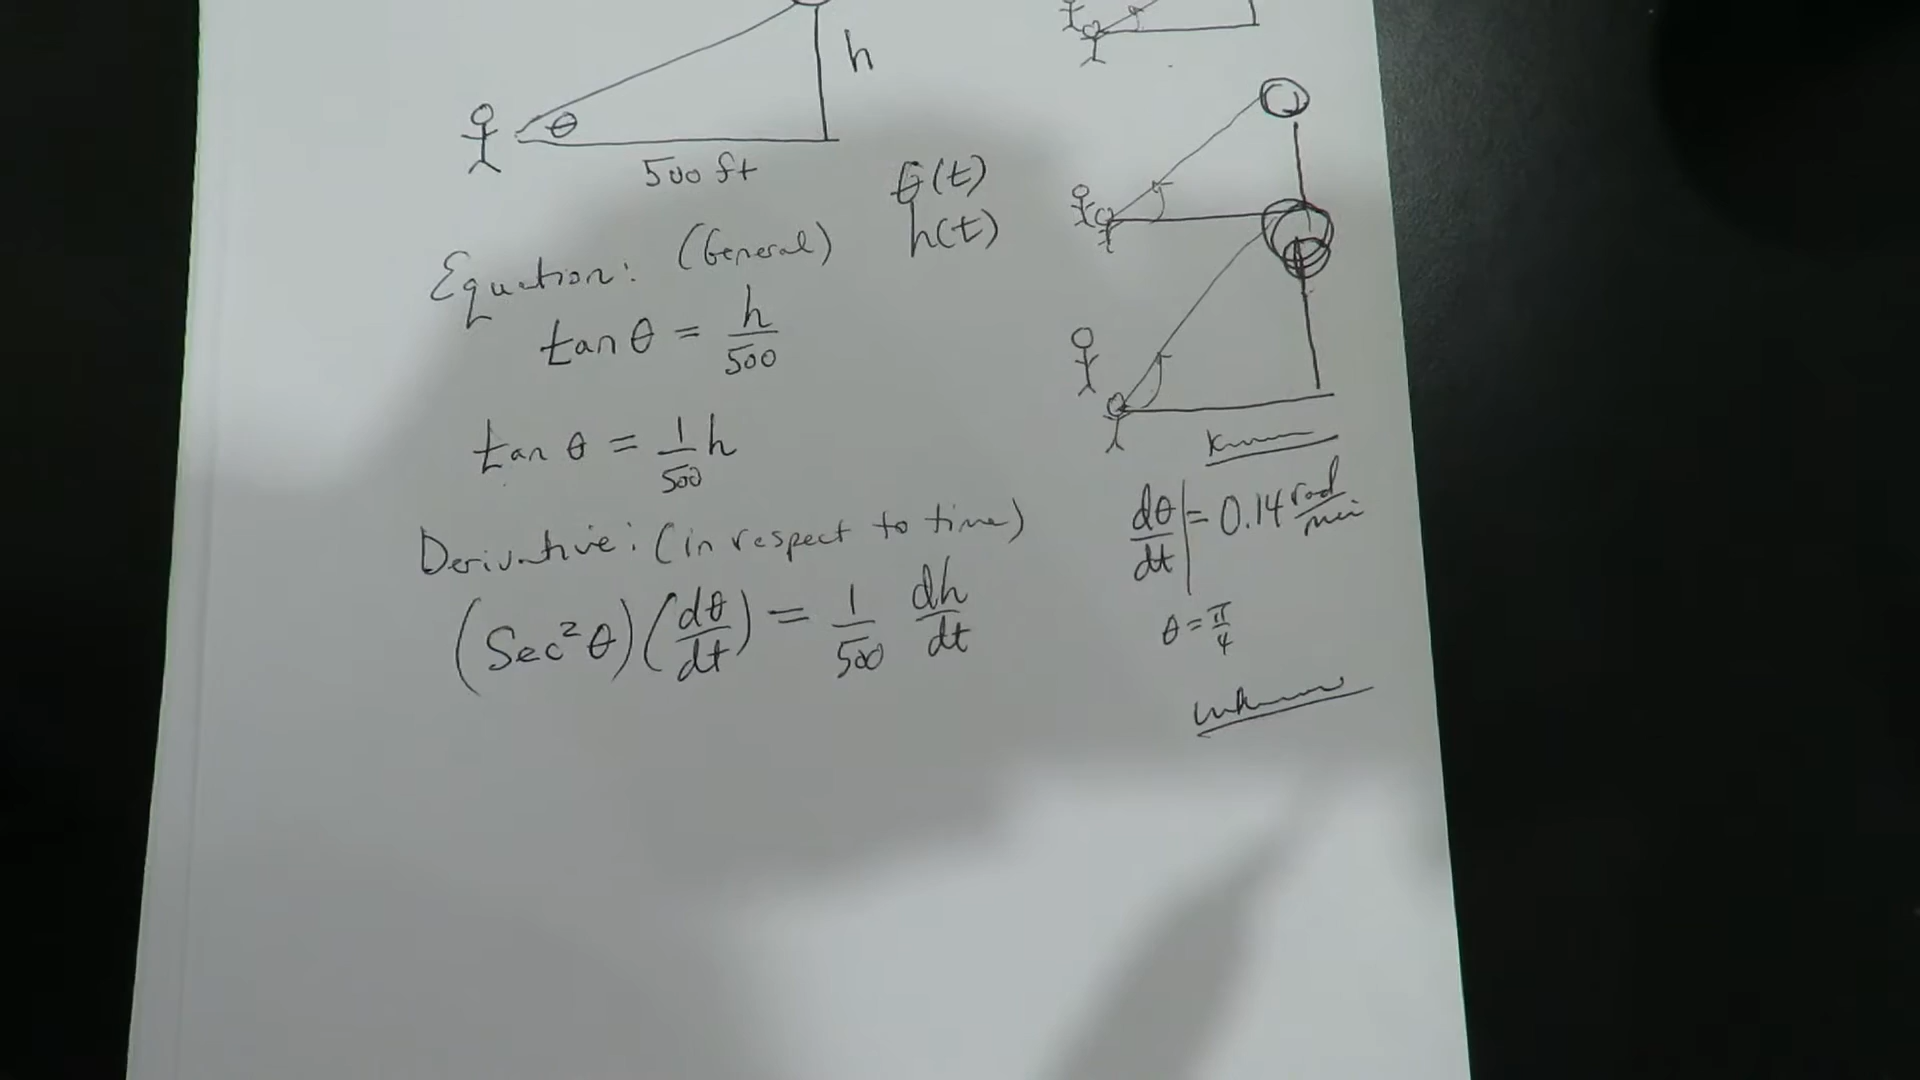 h
θ
500 ft
θ(t)
h(t)
Equation: (General)
tan θ = h/500
tan θ = 1/500 h
Derivative: (in respect to time)
(Sec²θ)(dθ/dt) = 1/500 dh/dt
dθ/dt | = 0.14 rad/min
θ = π/4